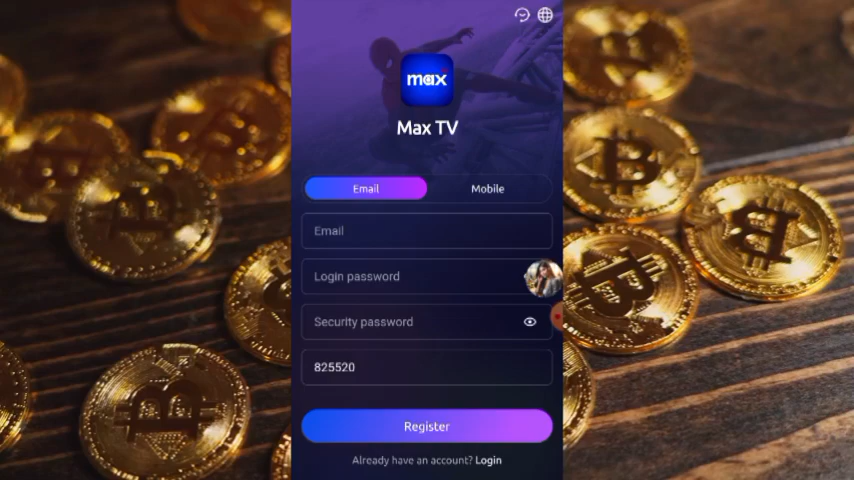 max
Max TV
Email
Mobile
Email
Login password
Security password
825520
Register
Already have an account? Login